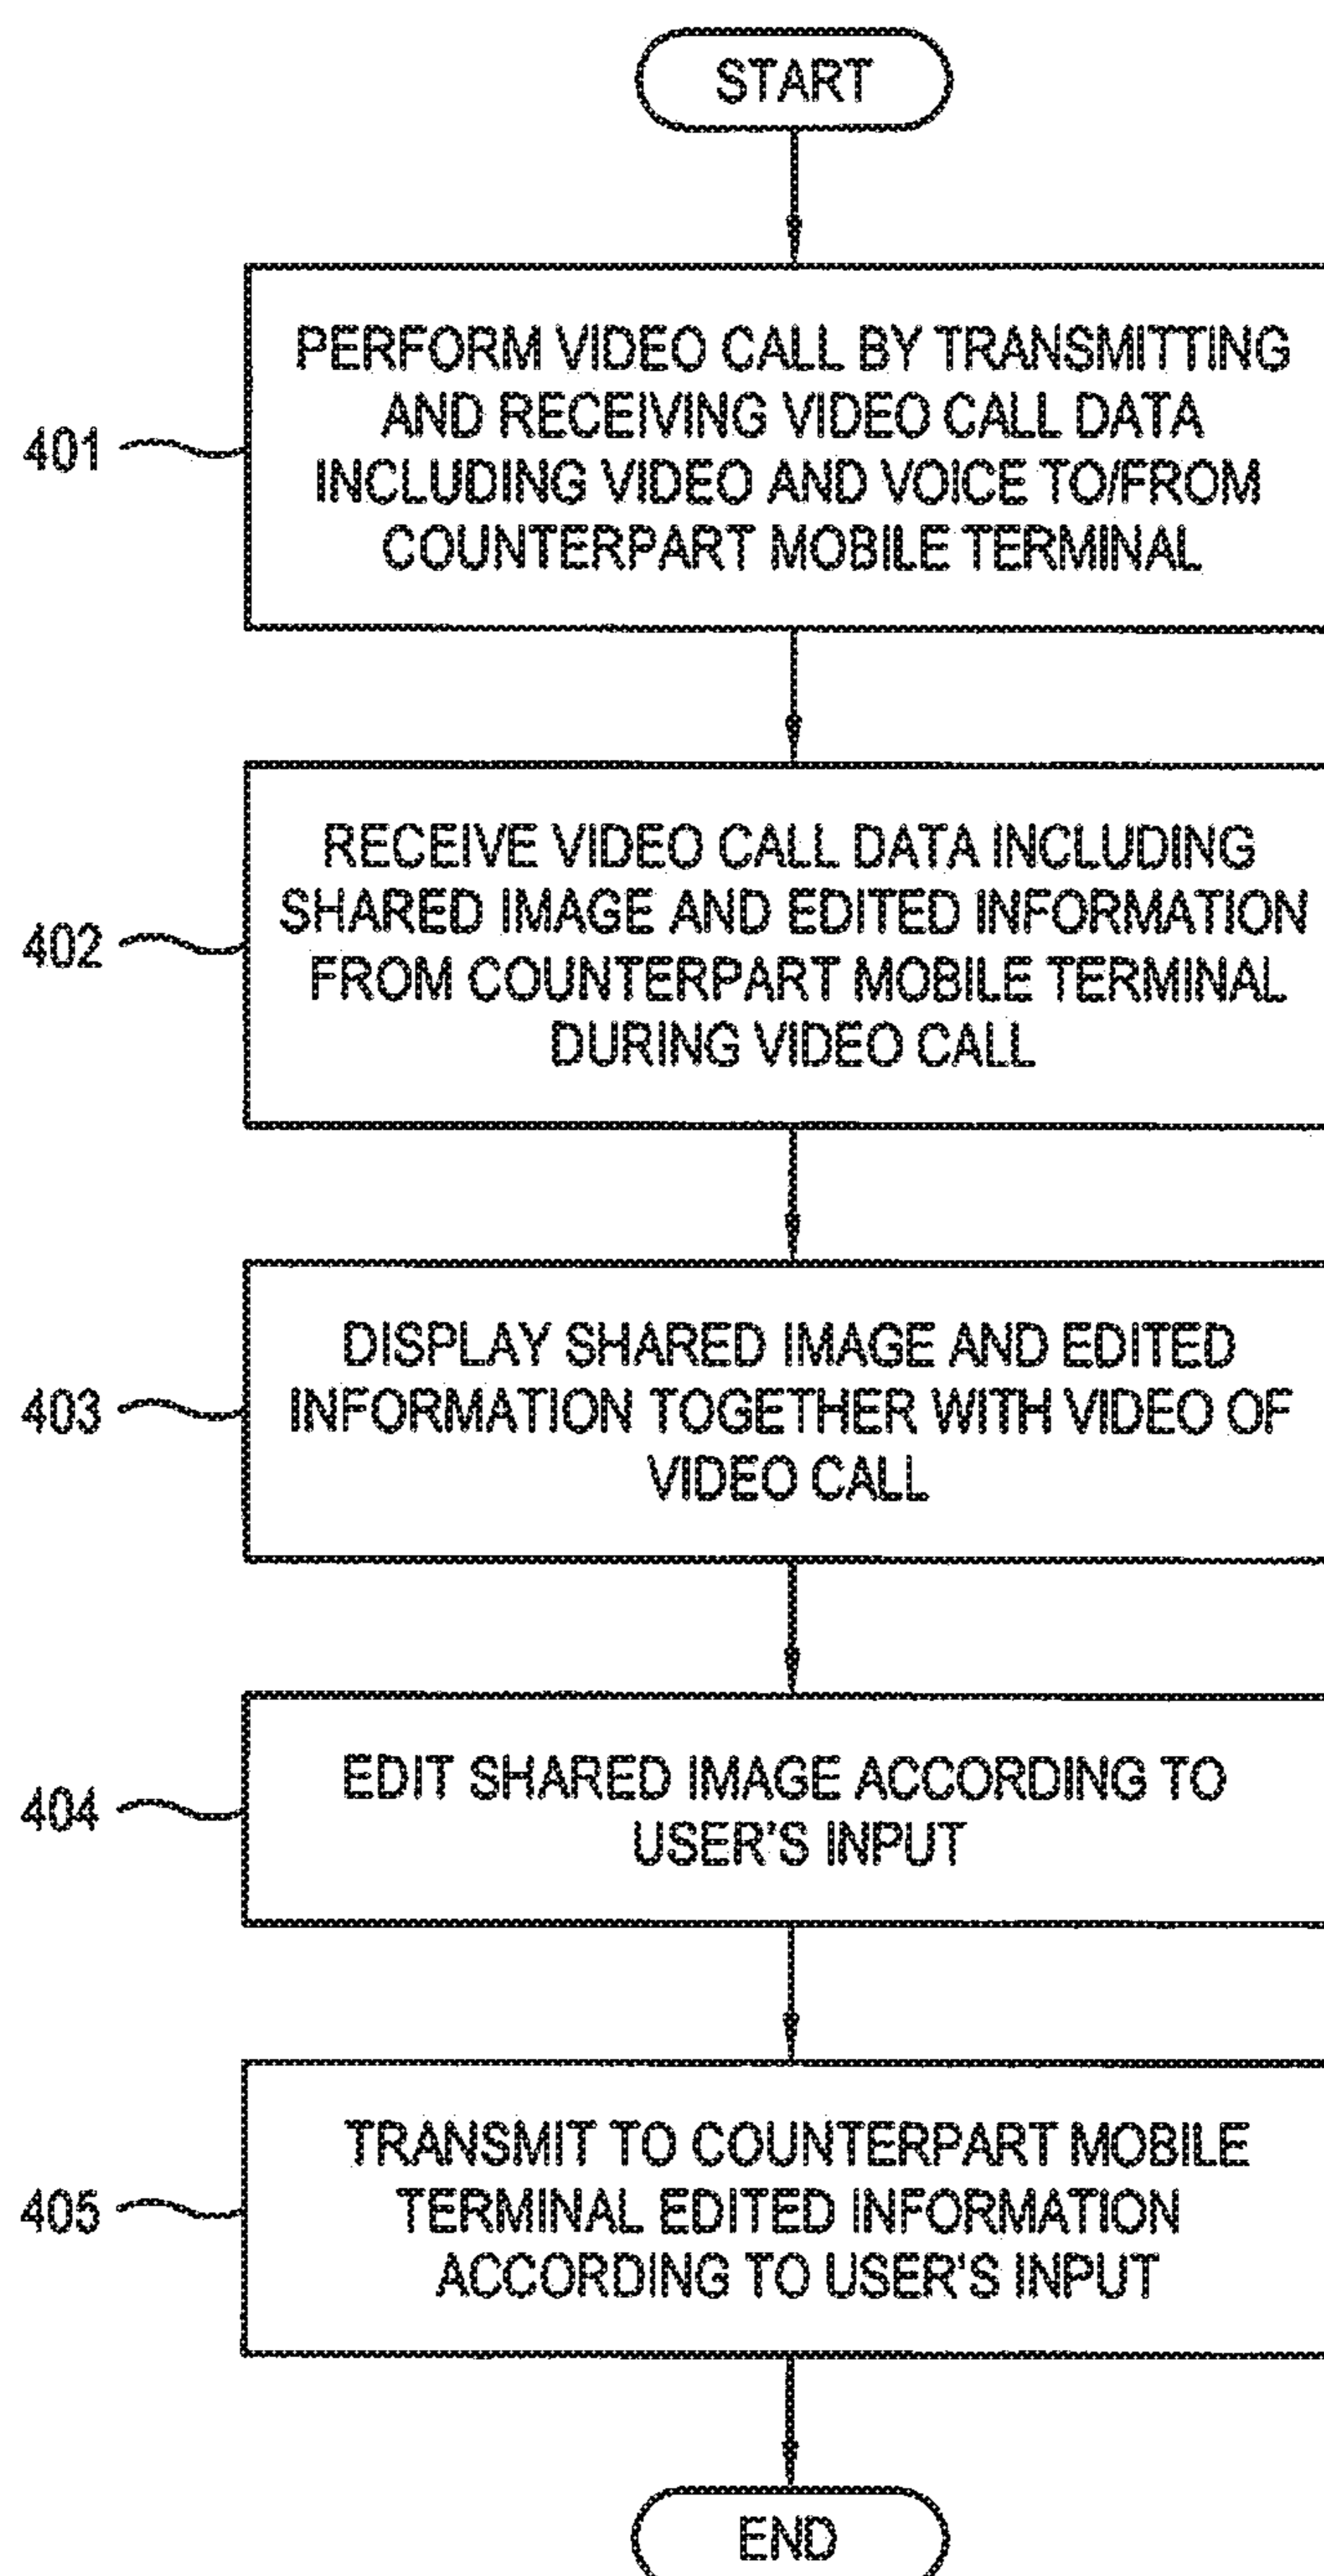 START
401
PERFORM VIDEO CALL BY TRANSMITTING
AND RECEIVING VIDEO CALL DATA
INCLUDING VIDEO AND VOICE TO/FROM
COUNTERPART MOBILE TERMINAL
402
RECEIVE VIDEO CALL DATA INCLUDING
SHARED IMAGE AND EDITED INFORMATION
FROM COUNTERPART MOBILE TERMINAL
DURING VIDEO CALL
403
DISPLAY SHARED IMAGE AND EDITED
INFORMATION TOGETHER WITH VIDEO OF
VIDEO CALL
404
EDIT SHARED IMAGE ACCORDING TO
USER'S INPUT
405
TRANSMIT TO COUNTERPART MOBILE
TERMINAL EDITED INFORMATION
ACCORDING TO USER'S INPUT
END